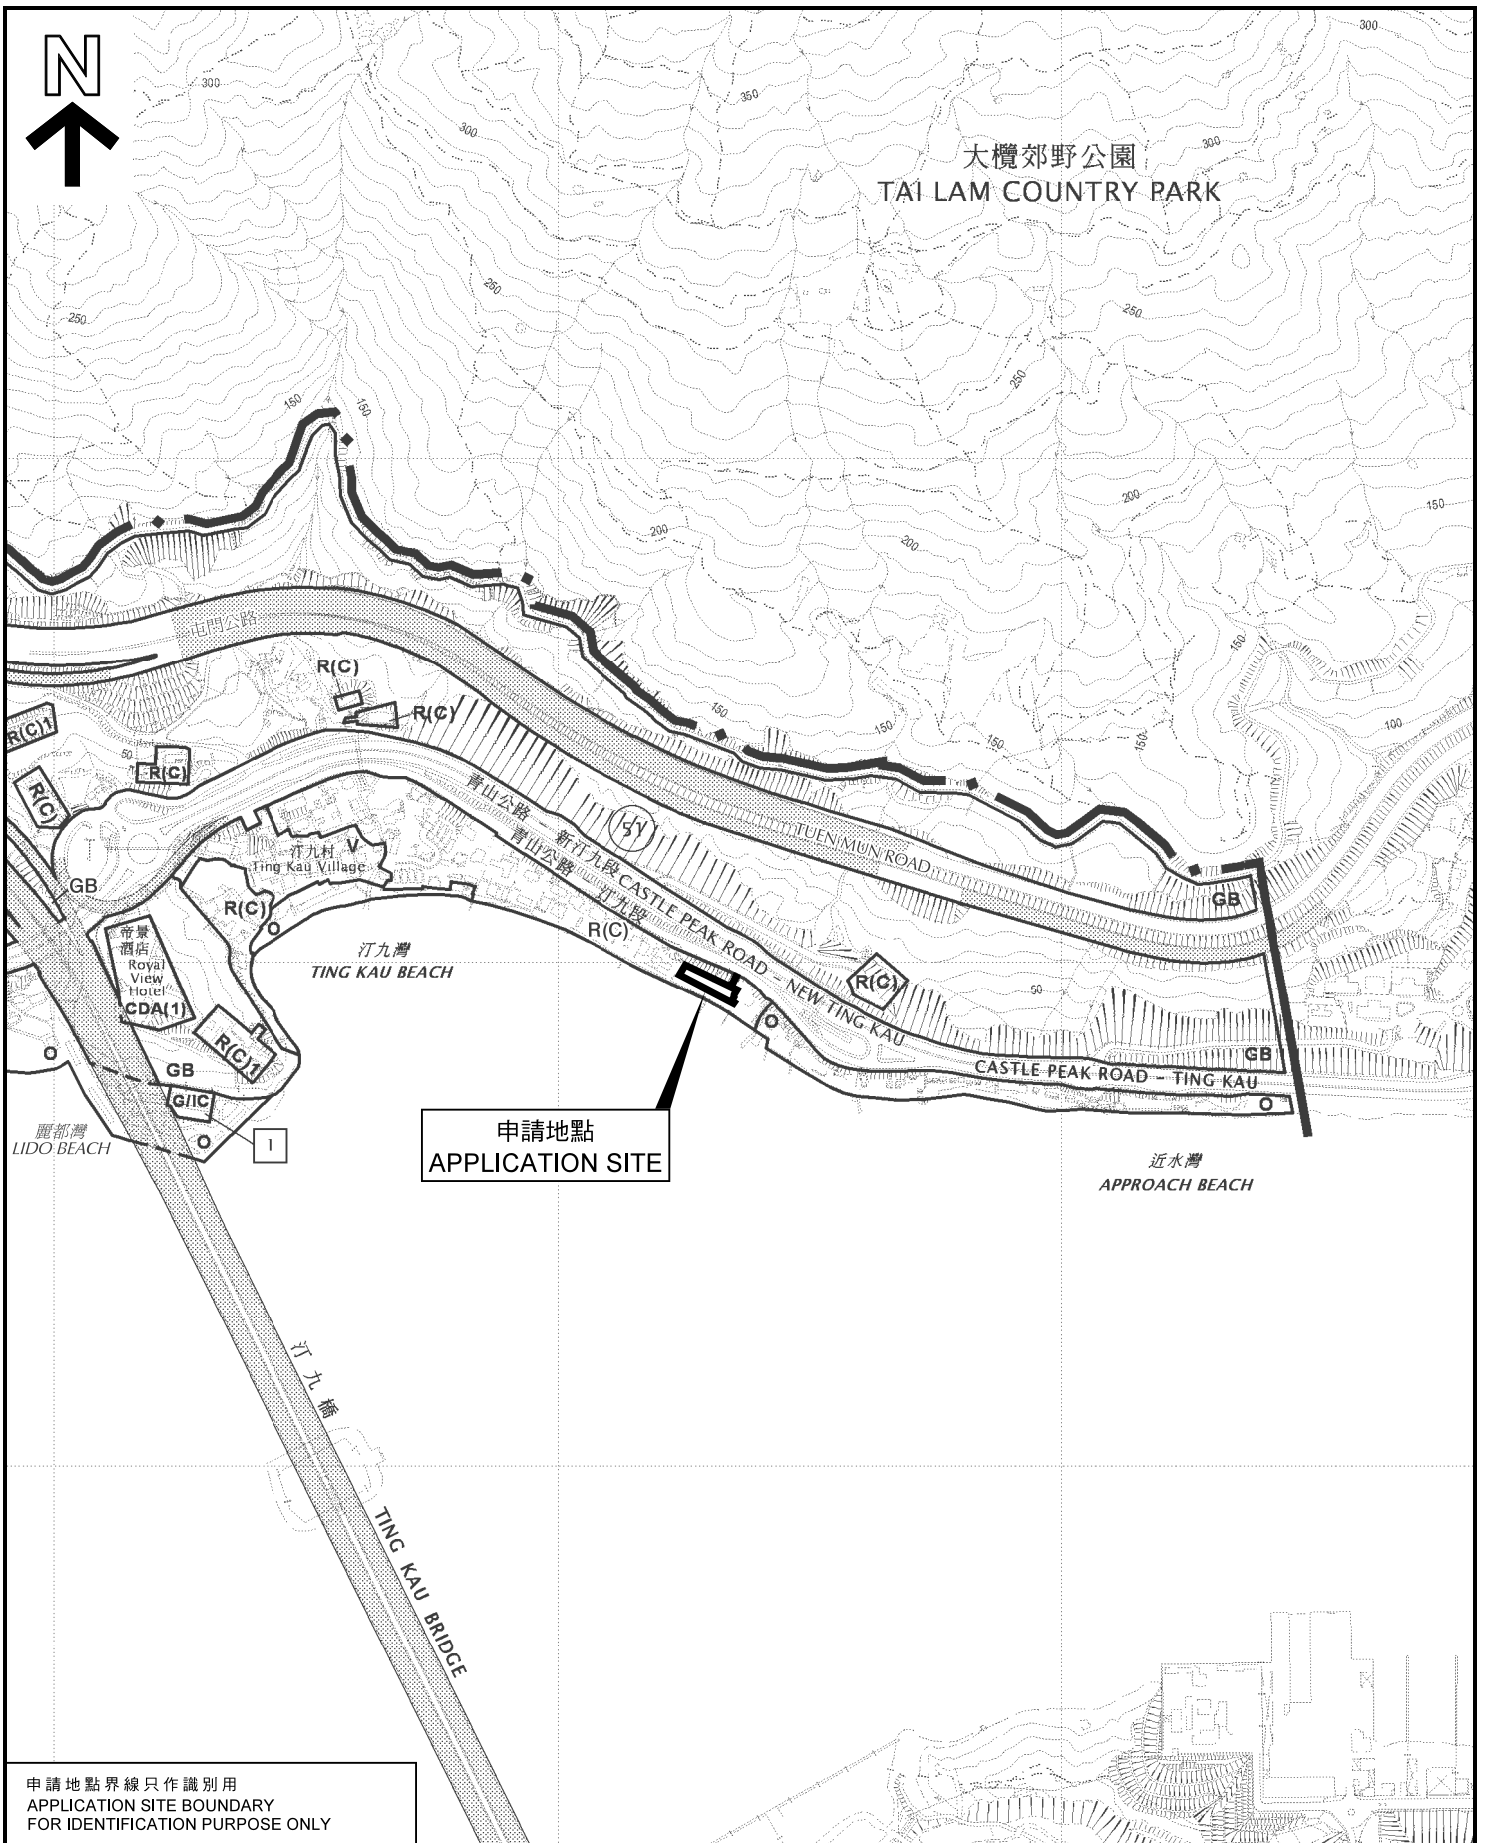 N
300
300
350
300
300
大欖郊野公園
TAI LAM COUNTRY PARK
250
250
250
250
150
150
200
150
200
200
屯門公路
R(C)
R(C)
150
150
150
150
150
100
R(C)1
50
R(C)
R(C)
青山公路 - 新汀九段 CASTLE PEAK ROAD - NEW TING KAU
青山公路 - 汀九段
TUEN MUN ROAD
汀九村
Ting Kau Village
V
GB
R(C)
O
GB
R(C)
帝景
酒店
Royal
View
Hotel
CDA(1)
汀九灣
TING KAU BEACH
R(C)
50
O
R(C)1
O
GB
GB
CASTLE PEAK ROAD - TING KAU
G/IC
O
O
1
麗都灣
LIDO BEACH
申請地點
APPLICATION SITE
近水灣
APPROACH BEACH
汀九橋
TING KAU BRIDGE
申請地點界線只作識別用
APPLICATION SITE BOUNDARY
FOR IDENTIFICATION PURPOSE ONLY